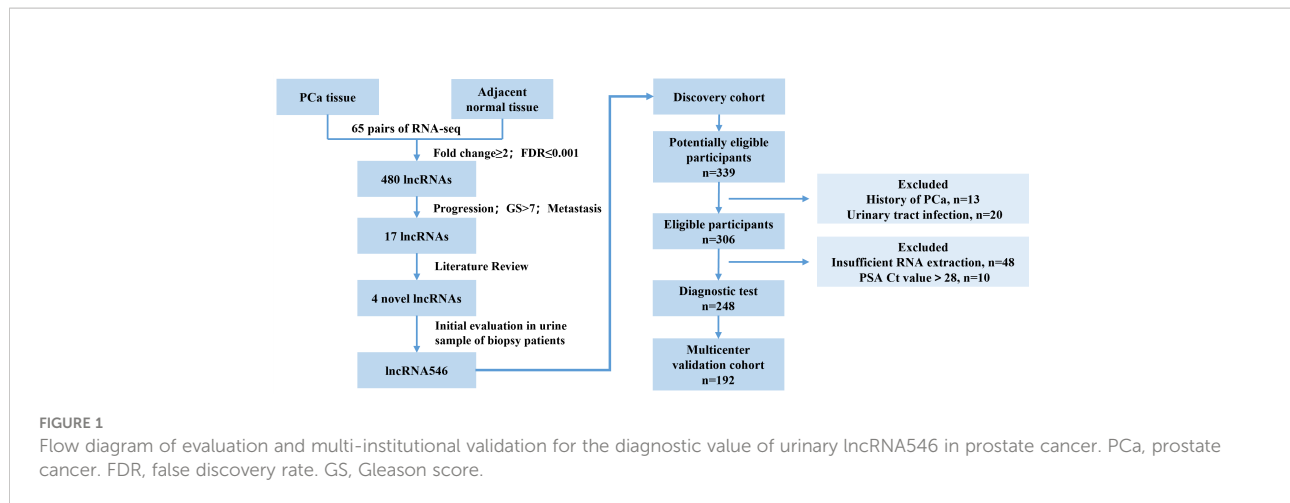 PCa tissue
Adjacent
normal tissue
65 pairs of RNA-seq
Fold change≥2；FDR≤0.001
480 lncRNAs
Progression；GS>7；Metastasis
17 lncRNAs
Literature Review
4 novel lncRNAs
Initial evaluation in urine
sample of biopsy patients
lncRNA546
Discovery cohort
Potentially eligible
participants
n=339
Excluded
History of PCa, n=13
Urinary tract infection, n=20
Eligible participants
n=306
Excluded
Insufficient RNA extraction, n=48
PSA Ct value > 28, n=10
Diagnostic test
n=248
Multicenter
validation cohort
n=192
FIGURE 1
Flow diagram of evaluation and multi-institutional validation for the diagnostic value of urinary lncRNA546 in prostate cancer. PCa, prostate
cancer. FDR, false discovery rate. GS, Gleason score.